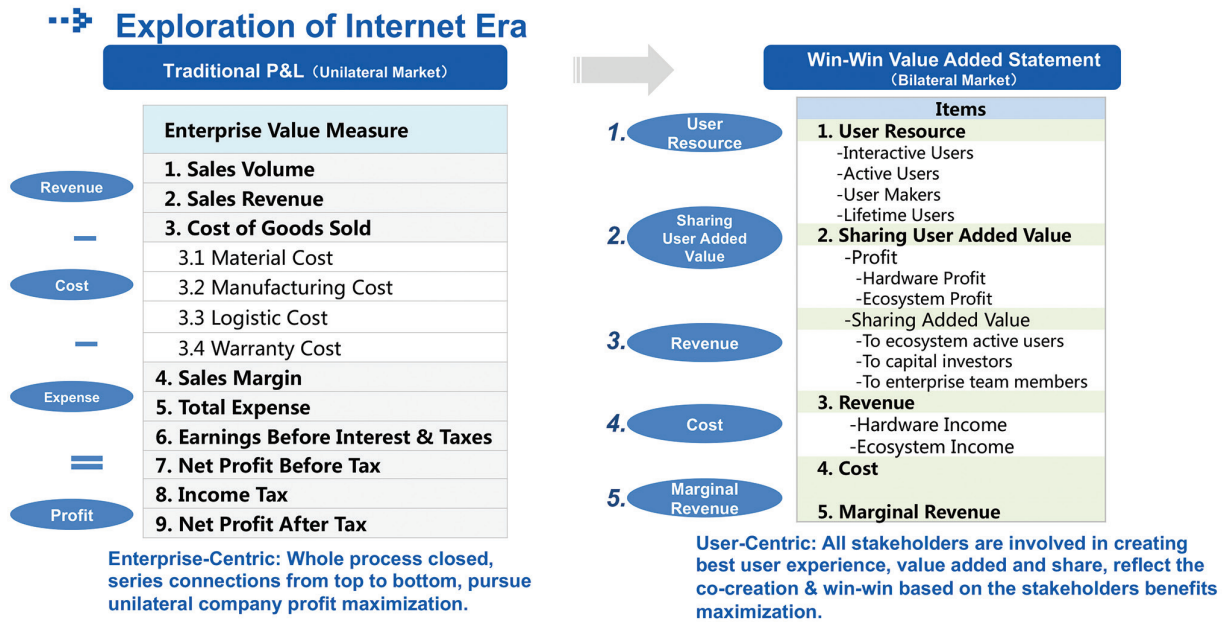 Exploration of Internet Era
Traditional P&L（Unilateral Market）
Enterprise Value Measure
1. Sales Volume
2. Sales Revenue
3. Cost of Goods Sold
3.1 Material Cost
3.2 Manufacturing Cost
3.3 Logistic Cost
3.4 Warranty Cost
4. Sales Margin
5. Total Expense
6. Earnings Before Interest & Taxes
7. Net Profit Before Tax
8. Income Tax
9. Net Profit After Tax
Revenue
–
Cost
–
Expense
=
Profit
Enterprise-Centric: Whole process closed,
series connections from top to bottom, pursue
unilateral company profit maximization.
Win-Win Value Added Statement
（Bilateral Market）
1.
User
Resource
2.
Sharing
User Added
Value
3.
Revenue
4.
Cost
5.
Marginal
Revenue
Items
1. User Resource
-Interactive Users
-Active Users
-User Makers
-Lifetime Users
2. Sharing User Added Value
-Profit
-Hardware Profit
-Ecosystem Profit
-Sharing Added Value
-To ecosystem active users
-To capital investors
-To enterprise team members
3. Revenue
-Hardware Income
-Ecosystem Income
4. Cost
5. Marginal Revenue
User-Centric: All stakeholders are involved in creating
best user experience, value added and share, reflect the
co-creation & win-win based on the stakeholders benefits
maximization.